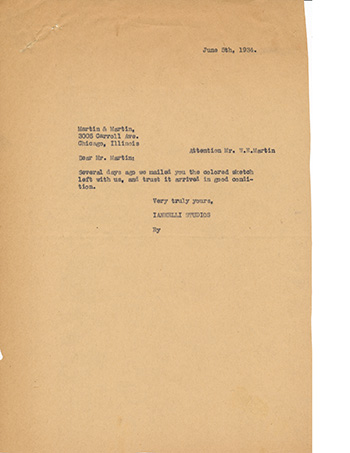 June 8th, 1934.
Martin & Martin,
3005 Carroll Ave.
Chicago, Illinois
Attention Mr. W.W.Martin
Dear Mr. Martin:
Several days ago we mailed you the colored sketch
left with us, and trust it arrived in good condi-
tion.
Very truly yours,
IANNELLI STUDIOS
By